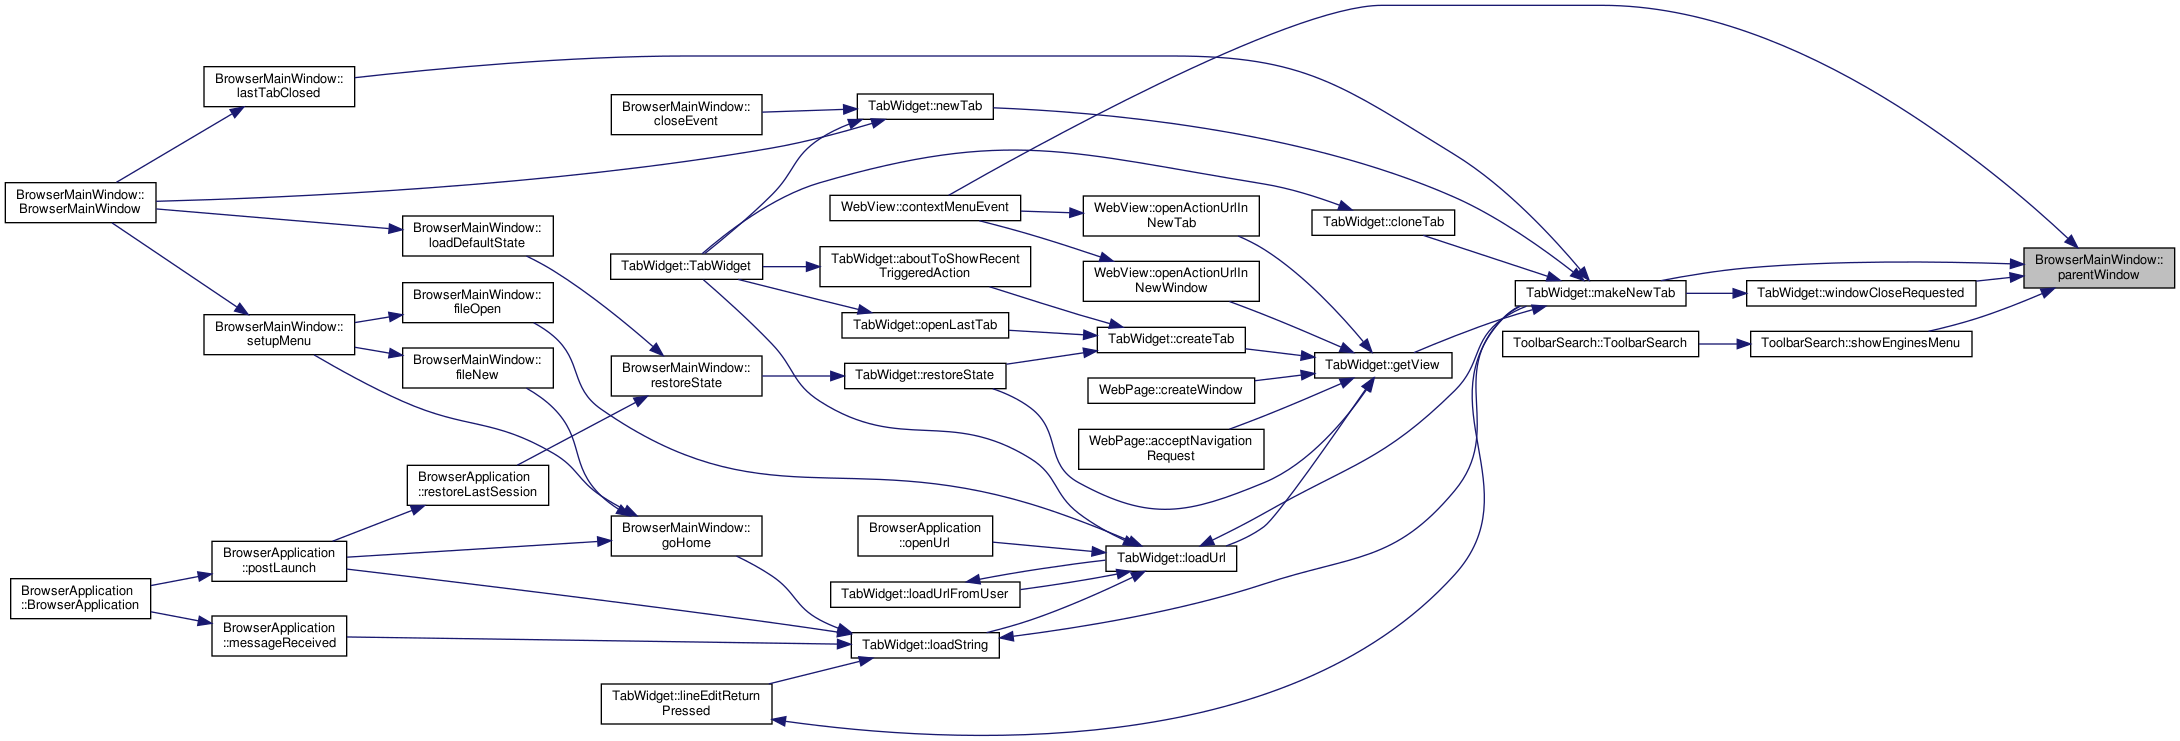 BrowserMainWindow::
lastTabClosed
BrowserMainWindow::
closeEvent
TabWidget::newTab
BrowserMainWindow::
BrowserMainWindow
BrowserMainWindow::
loadDefaultState
WebView::contextMenuEvent
WebView::openActionUrlIn
NewTab
TabWidget::cloneTab
TabWidget::TabWidget
TabWidget::aboutToShowRecent
TriggeredAction
WebView::openActionUrlIn
NewWindow
BrowserMainWindow::
parentWindow
BrowserMainWindow::
fileOpen
TabWidget::makeNewTab
TabWidget::windowCloseRequested
BrowserMainWindow::
setupMenu
TabWidget::openLastTab
TabWidget::createTab
ToolbarSearch::ToolbarSearch
ToolbarSearch::showEnginesMenu
BrowserMainWindow::
fileNew
BrowserMainWindow::
restoreState
TabWidget::restoreState
TabWidget::getView
WebPage::createWindow
WebPage::acceptNavigation
Request
BrowserApplication
::restoreLastSession
BrowserMainWindow::
goHome
BrowserApplication
::openUrl
BrowserApplication
::postLaunch
TabWidget::loadUrl
BrowserApplication
::BrowserApplication
TabWidget::loadUrlFromUser
BrowserApplication
::messageReceived
TabWidget::loadString
TabWidget::lineEditReturn
Pressed